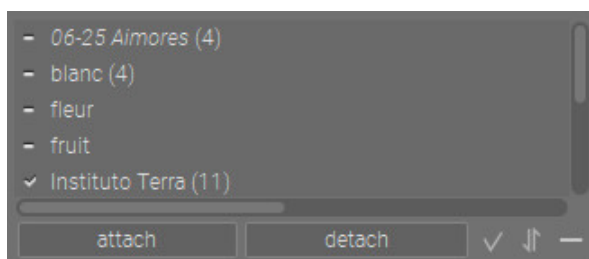 06-25 Aimores (4)
blanc (4)
fleur
fruit
Instituto Terra (11)
attach detach